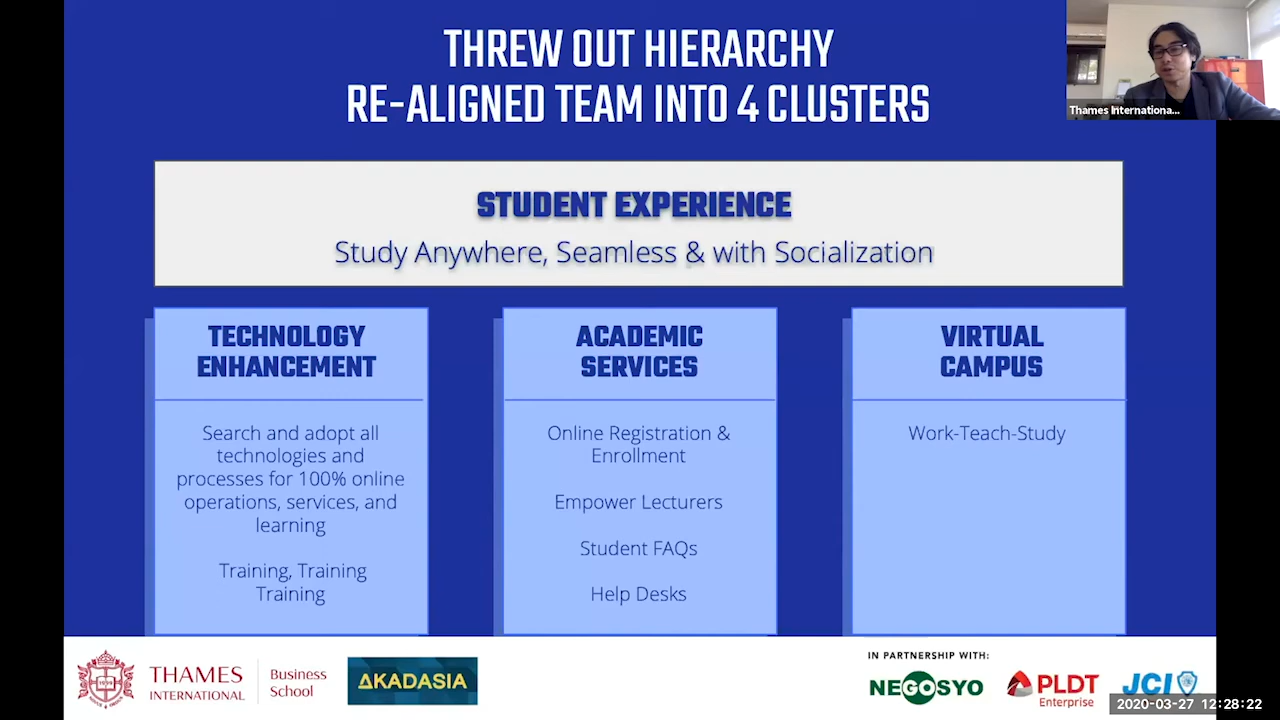 THREW OUT HIERARCHY
RE-ALIGNED TEAM INTO 4 CLUSTERS
Thames Internationa...
STUDENT EXPERIENCE
Study Anywhere, Seamless & with Socialization
TECHNOLOGY
ENHANCEMENT
Search and adopt all
technologies and
processes for 100% online
operations, services, and
learning
Training, Training
Training
ACADEMIC
SERVICES
Online Registration &
Enrollment
Empower Lecturers
Student FAQs
Help Desks
VIRTUAL
CAMPUS
Work-Teach-Study
THAMES
INTERNATIONAL
Business
School
ΔKADASIA
IN PARTNERSHIP WITH:
NEGOSYO
PLDT
Enterprise
JCI
2020-03-27 12:28:22